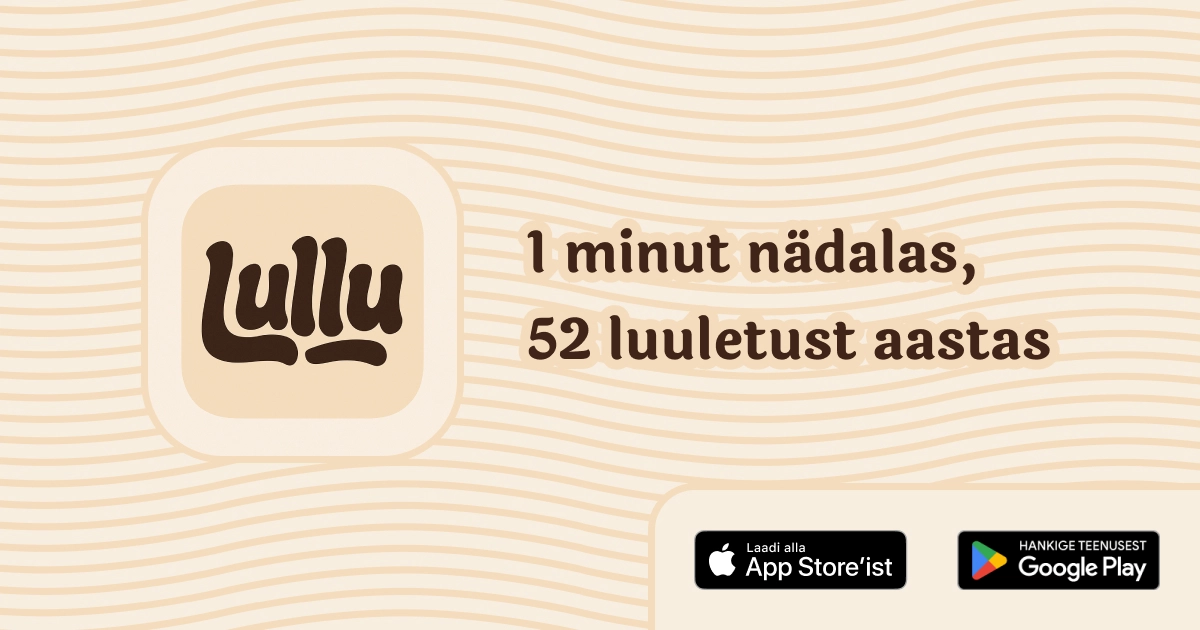 Lullu
1 minut nädalas,
52 luuletust aastas
Laadi alla
App Store'ist
HANKIGE TEENUSEST
Google Play